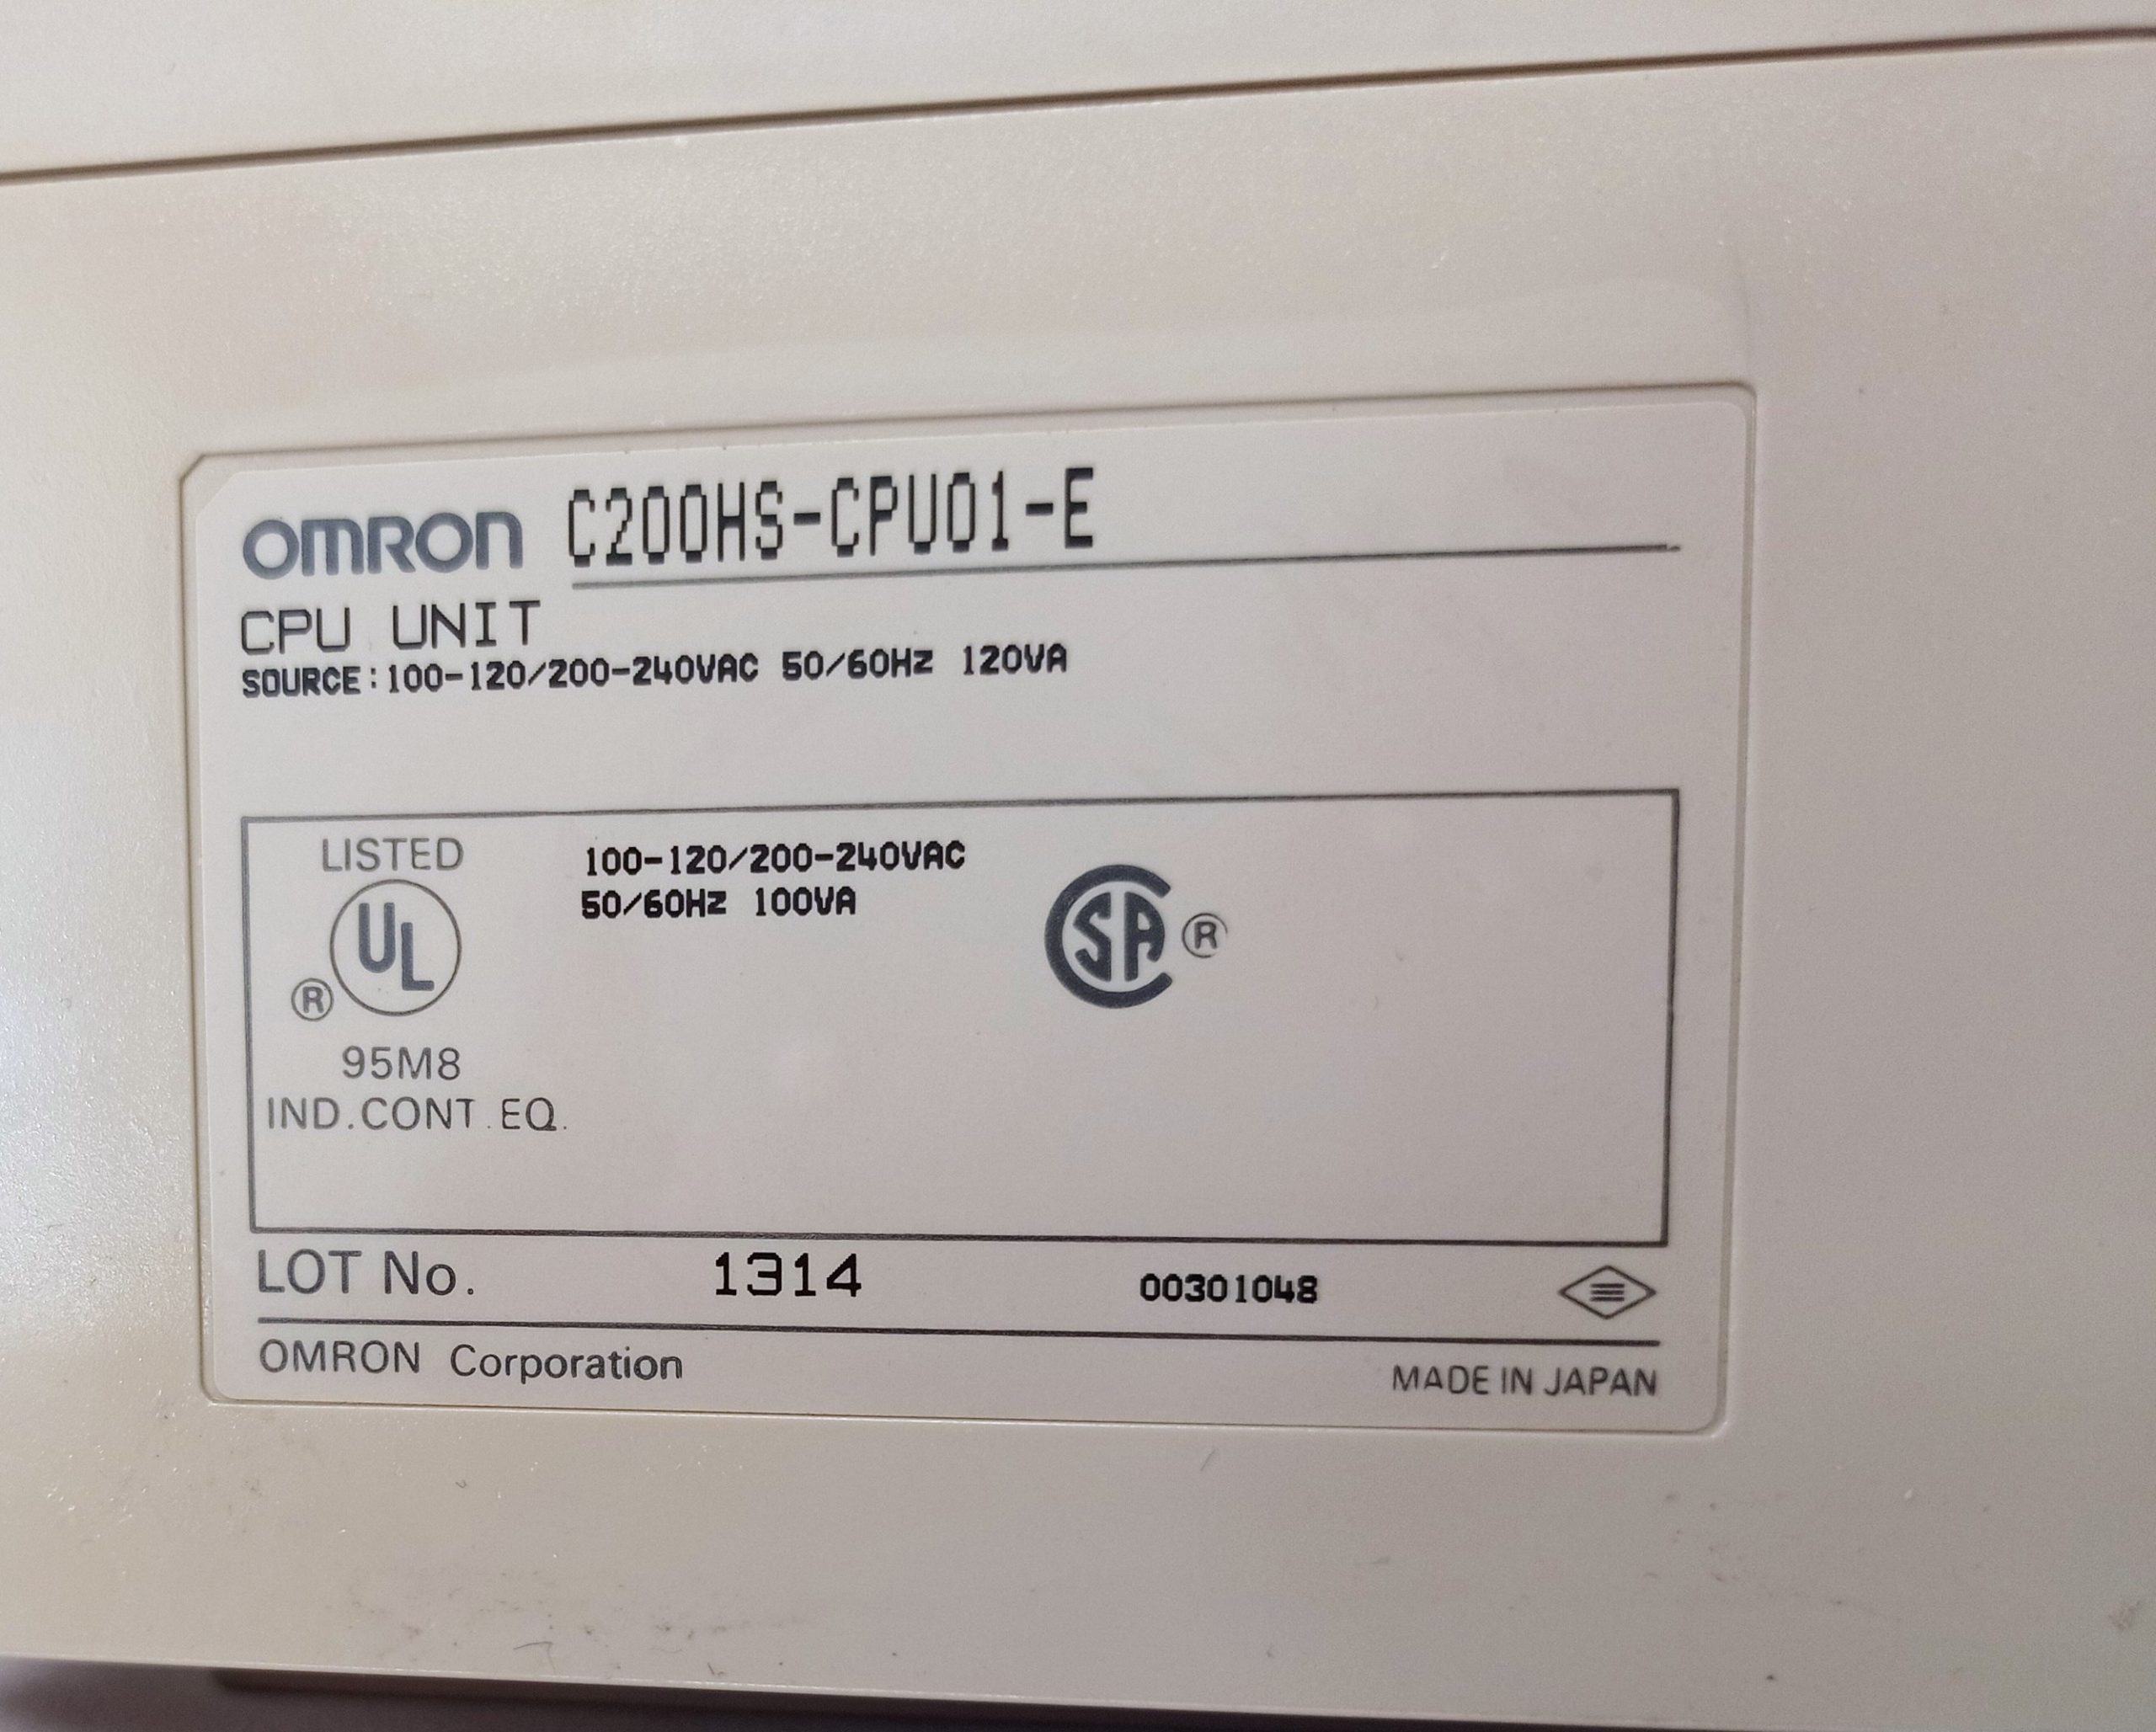 OMRON C200HS-CPU01-E
CPU UNIT
SOURCE:100-120/200-240VAC 50/60HZ 120VA
LISTED
UL
®
95M8
IND.CONT.EQ.
100-120/200-240VAC
50/60HZ 100VA
CSA ®
LOT No. 1314 00301048
OMRON Corporation MADE IN JAPAN